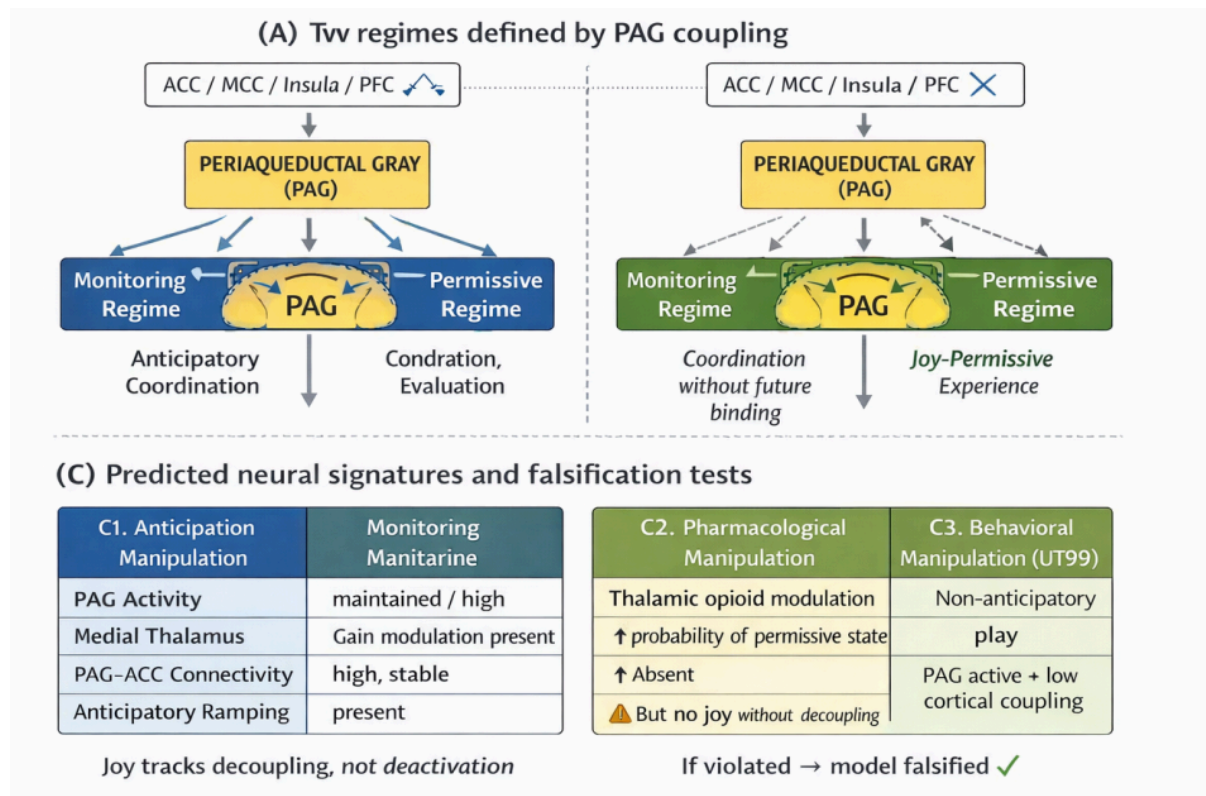 (A) Tvv regimes defined by PAG coupling
ACC / MCC / Insula / PFC
ACC / MCC / Insula / PFC
PERIAQUEDUCTAL GRAY
(PAG)
PERIAQUEDUCTAL GRAY
(PAG)
Monitoring
Regime
PAG
Permissive
Regime
Monitoring
Regime
PAG
Permissive
Regime
Anticipatory
Coordination
Condration,
Evaluation
Coordination
without future
binding
Joy-Permissive
Experience
(C) Predicted neural signatures and falsification tests
C1. Anticipation
Manipulation
Monitoring
Manitarine
PAG Activity
maintained / high
Medial Thalamus
Gain modulation present
PAG–ACC Connectivity
high, stable
Anticipatory Ramping
present
C2. Pharmacological
Manipulation
C3. Behavioral
Manipulation (UT99)
Thalamic opioid modulation
Non-anticipatory
↑ probability of permissive state
play
↑ Absent
PAG active + low
cortical coupling
⚠ But no joy without decoupling
Joy tracks decoupling, not deactivation
If violated → model falsified ✓